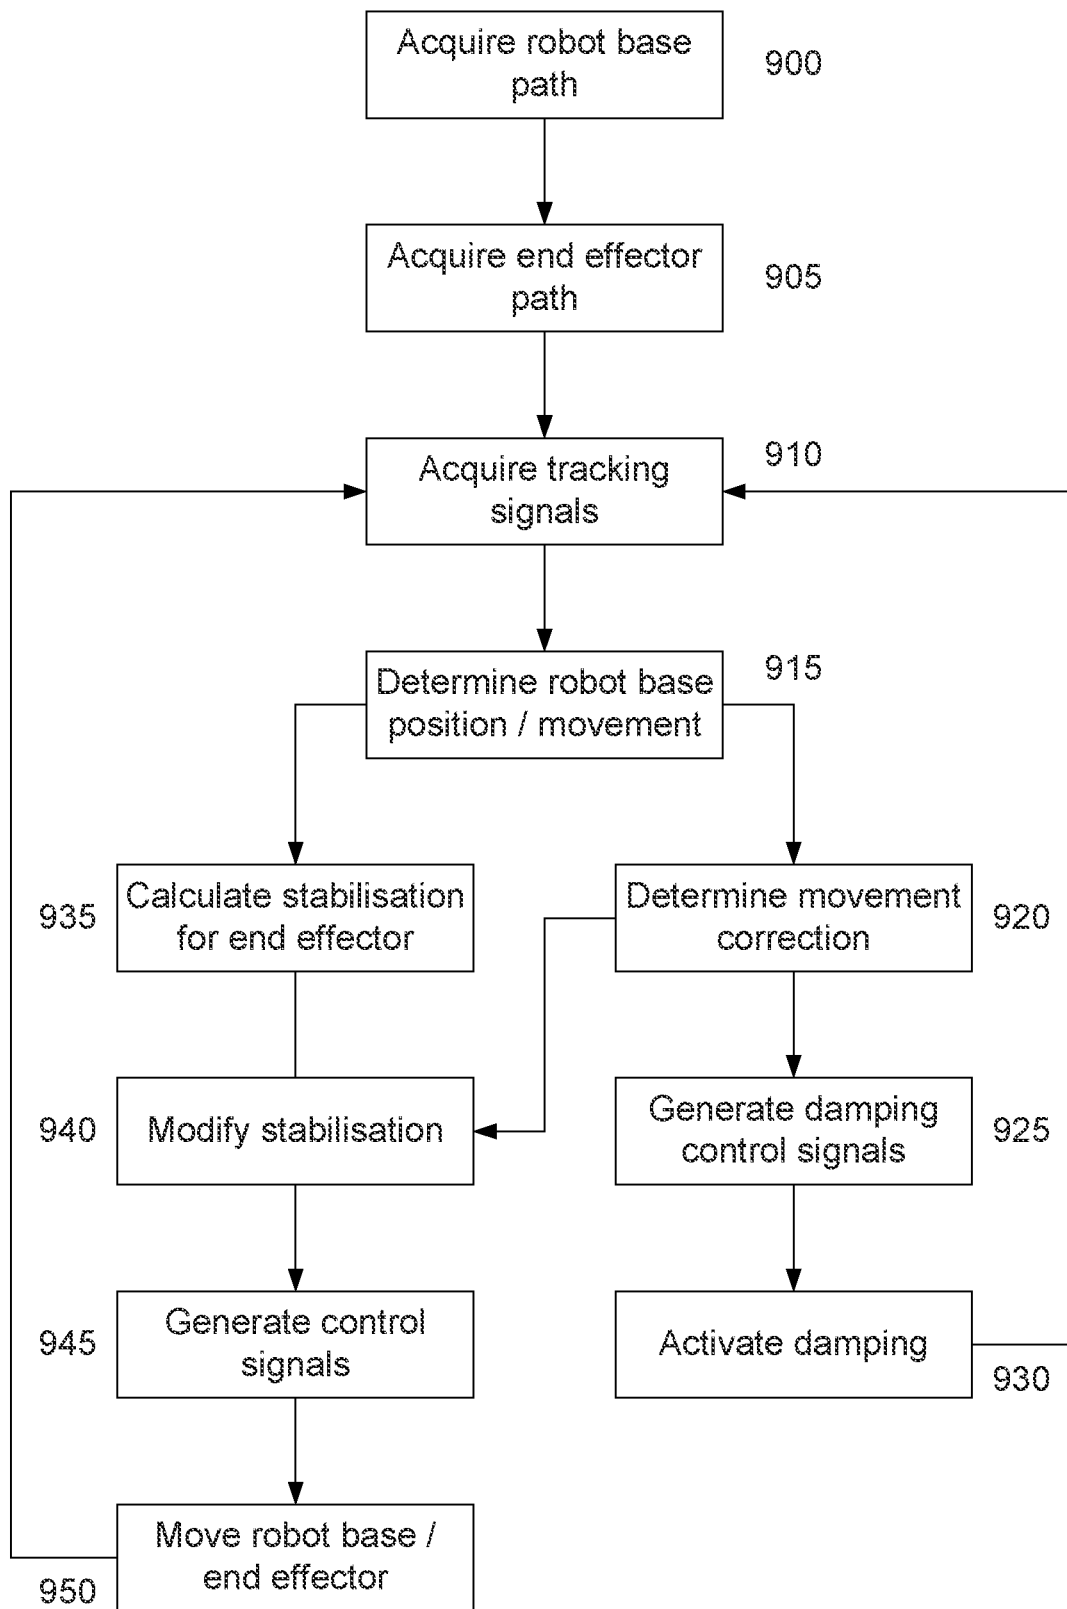 Acquire robot base
path
900
Acquire end effector
path
905
Acquire tracking
signals
910
Determine robot base
position / movement
915
Calculate stabilisation
for end effector
935
Determine movement
correction
920
Modify stabilisation
940
Generate damping
control signals
925
Generate control
signals
945
Activate damping
930
Move robot base /
end effector
950